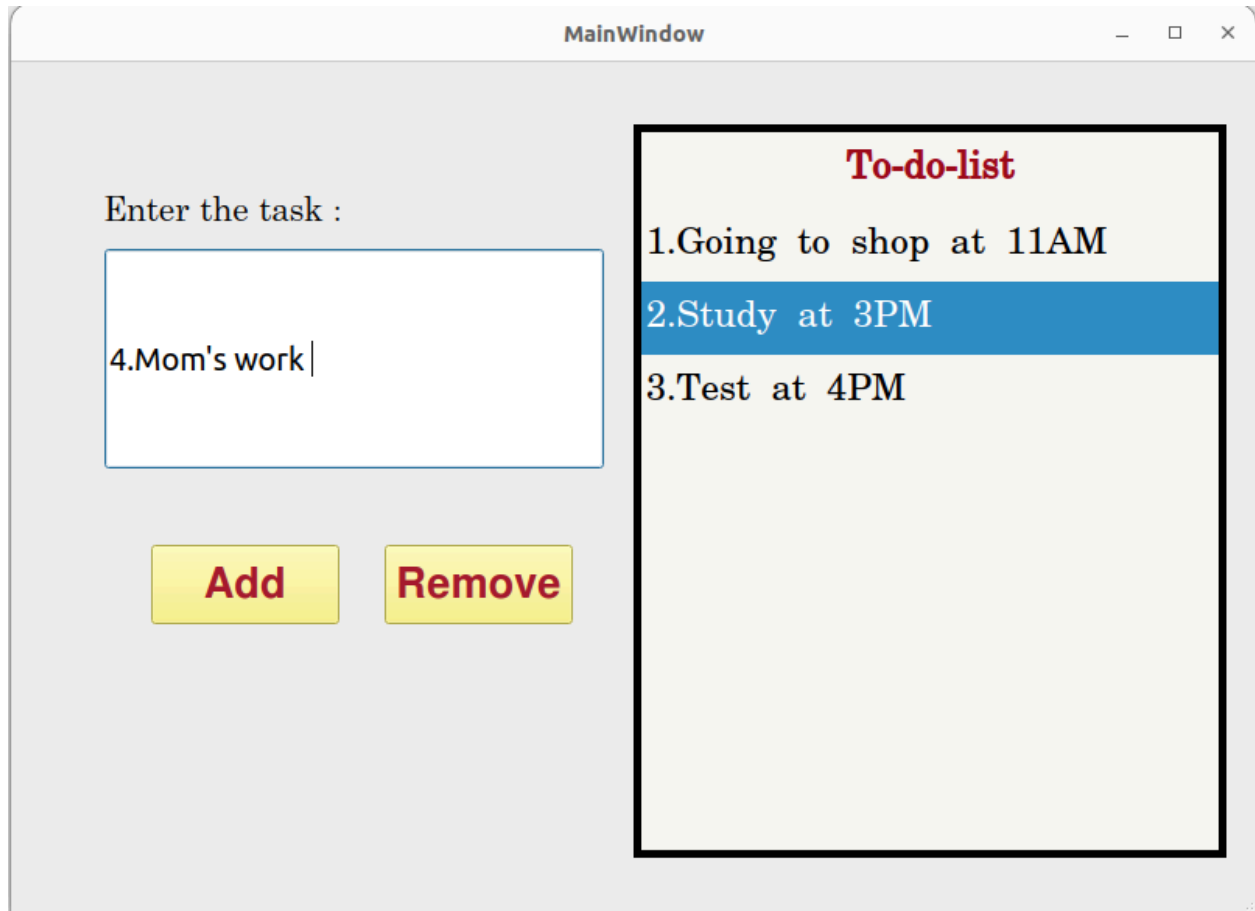 MainWindow
Enter the task :
4.Mom's work
Add
Remove
To-do-list
1.Going to shop at 11AM
2.Study at 3PM
3.Test at 4PM